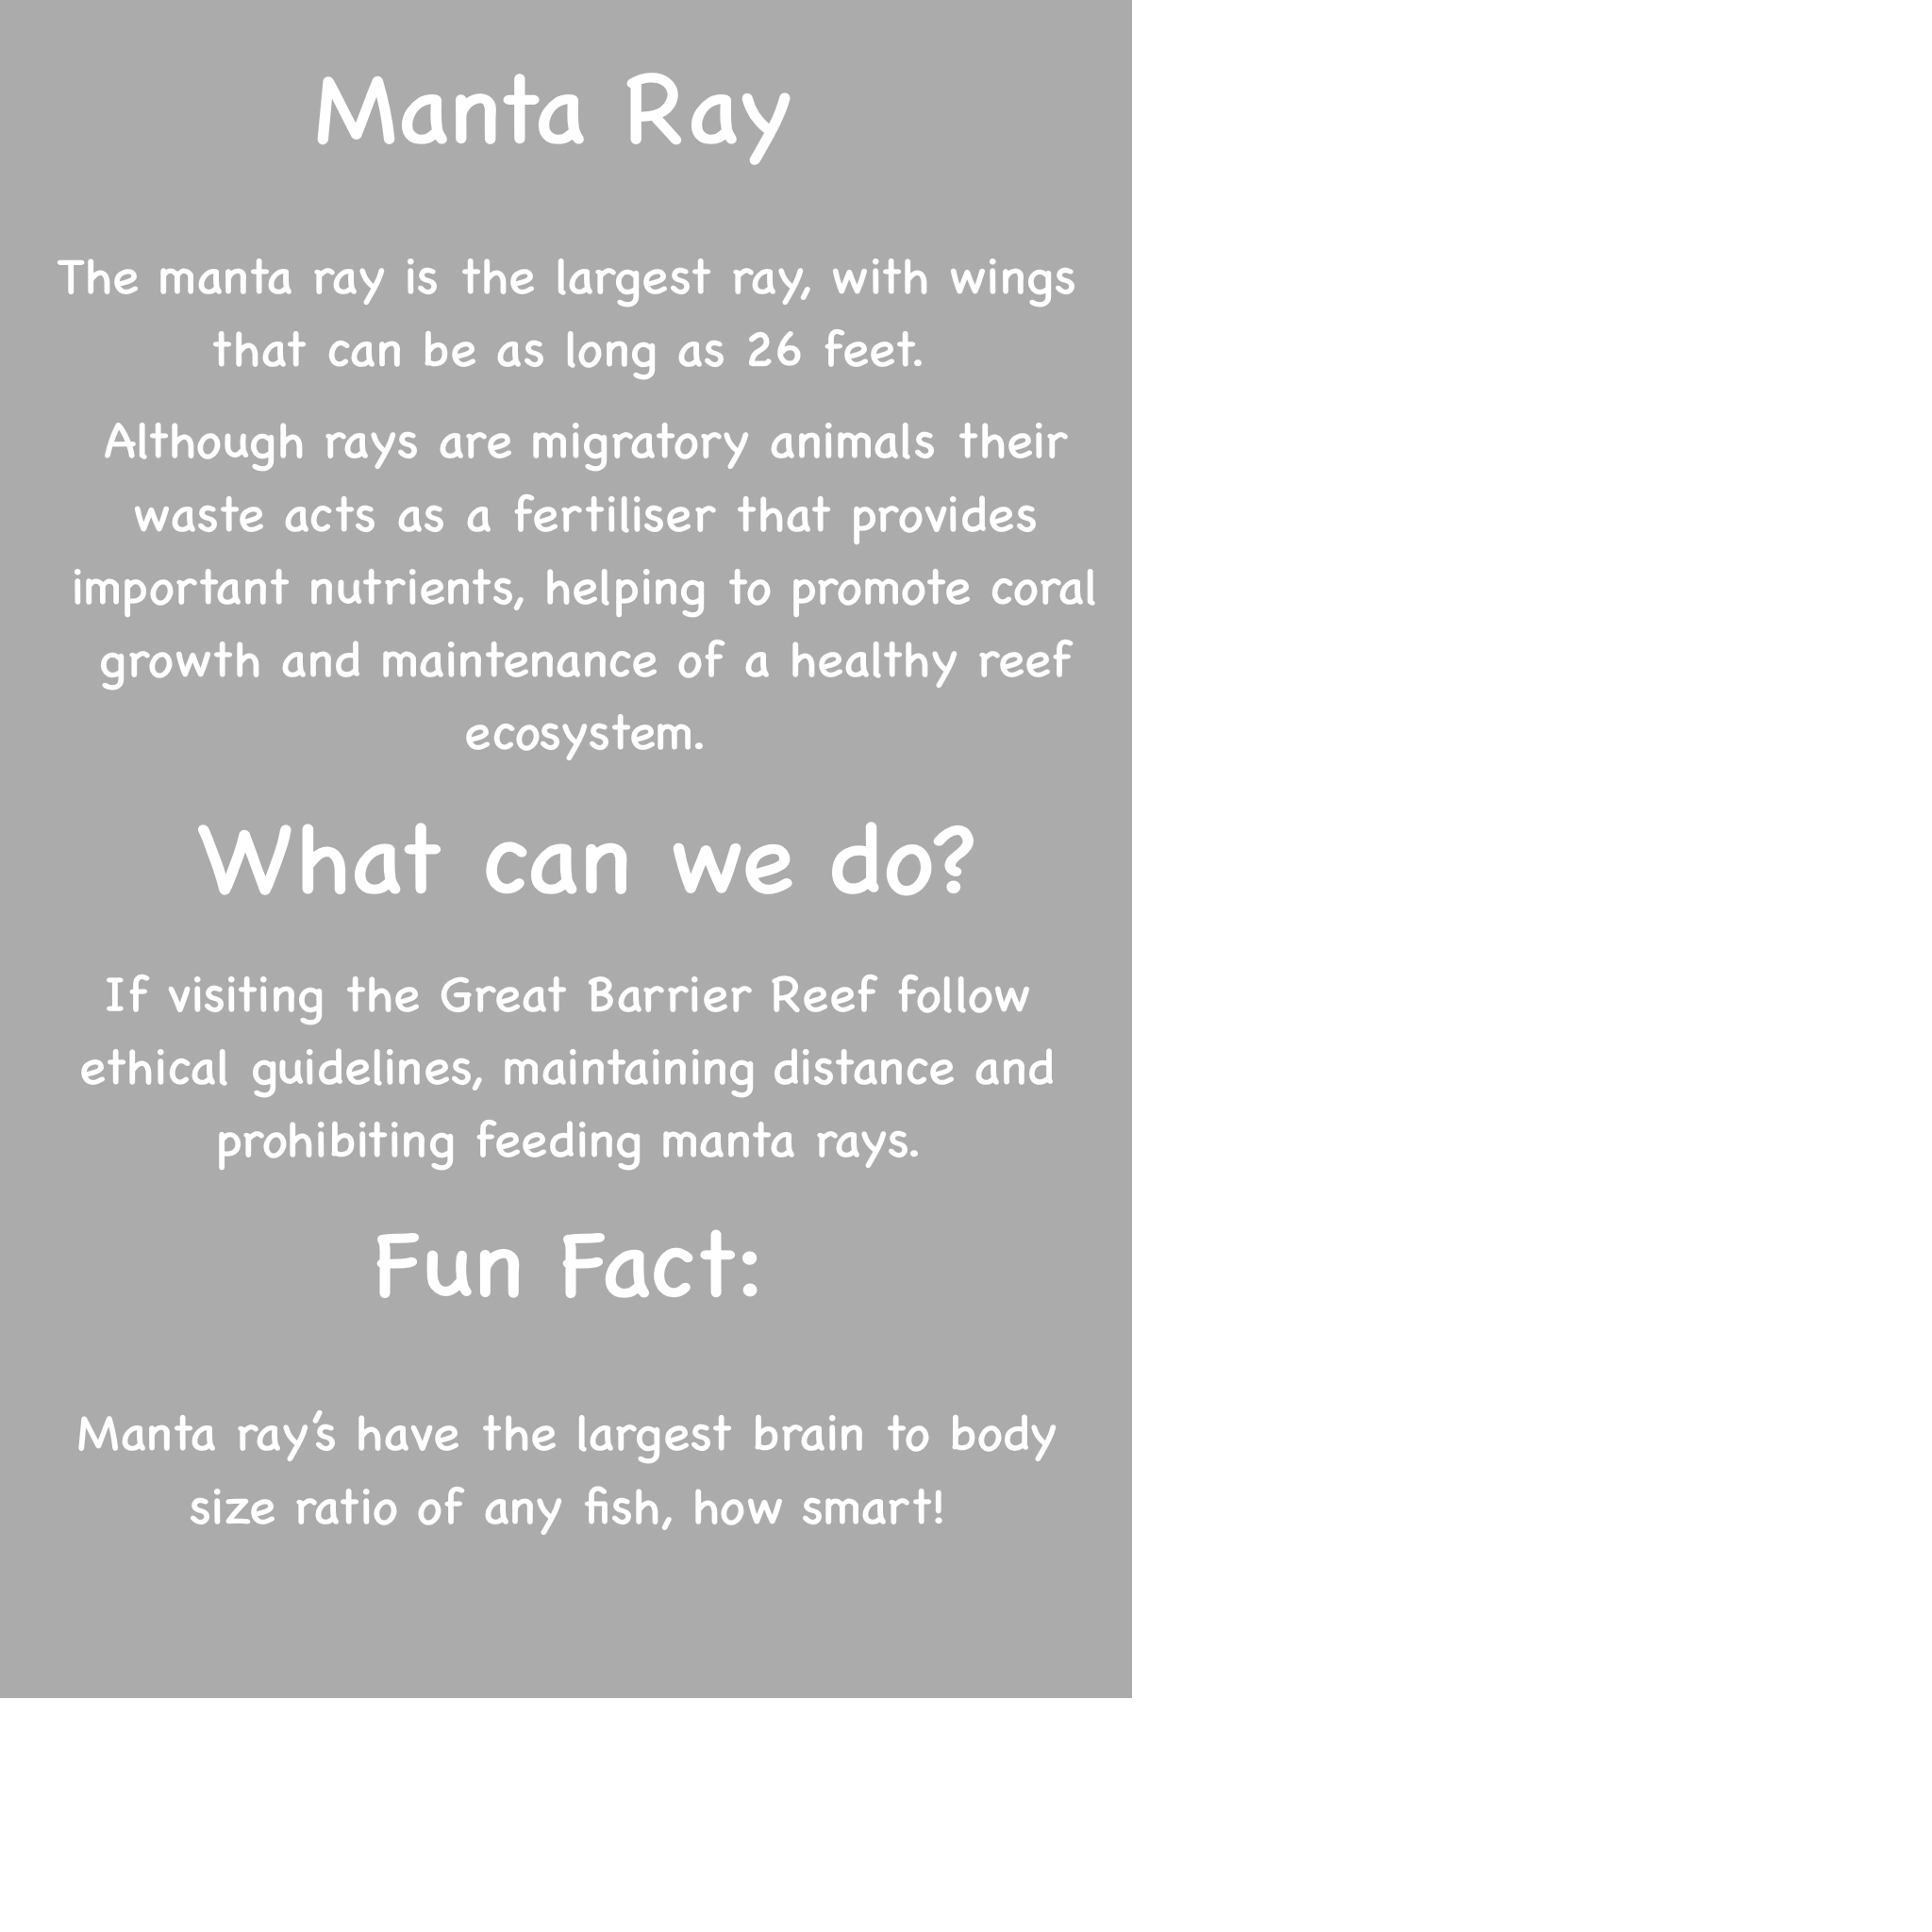 Manta Ray
The manta ray is the largest ray, with wings
that can be as long as 26 feet.
Although rays are migratory animals their
waste acts as a fertiliser that provides
important nutrients, helping to promote coral
growth and maintenance of a healthy reef
ecosystem.
What can we do?
If visiting the Great Barrier Reef follow
ethical guidelines, maintaining distance and
prohibiting feeding manta rays.
Fun Fact:
Manta ray's have the largest brain to body
size ratio of any fish, how smart!